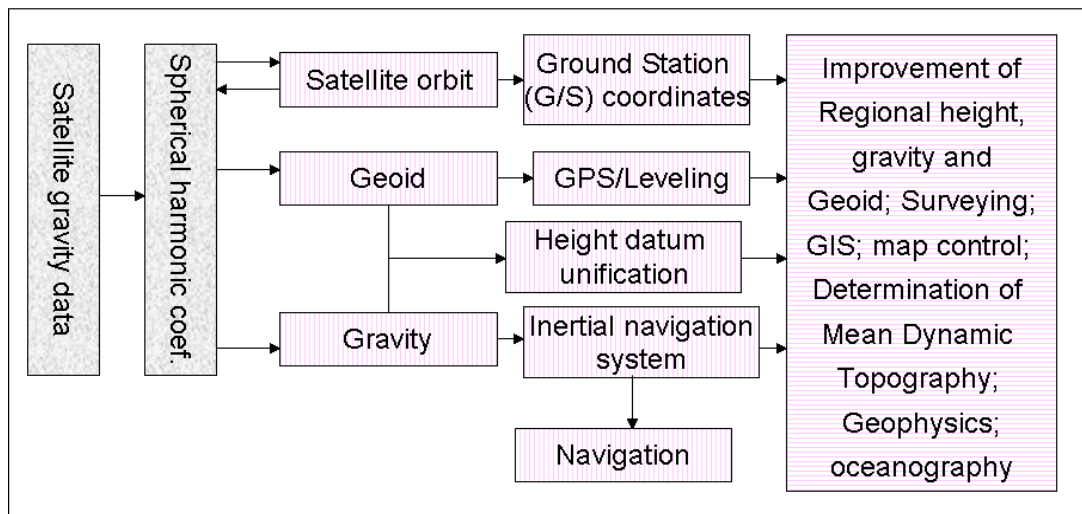 Satellite gravity data
Spherical harmonic coef.
Satellite orbit
Ground Station
(G/S) coordinates
Geoid
GPS/Leveling
Height datum
unification
Gravity
Inertial navigation
system
Navigation
Improvement of
Regional height,
gravity and
Geoid; Surveying;
GIS; map control;
Determination of
Mean Dynamic
Topography;
Geophysics;
oceanography